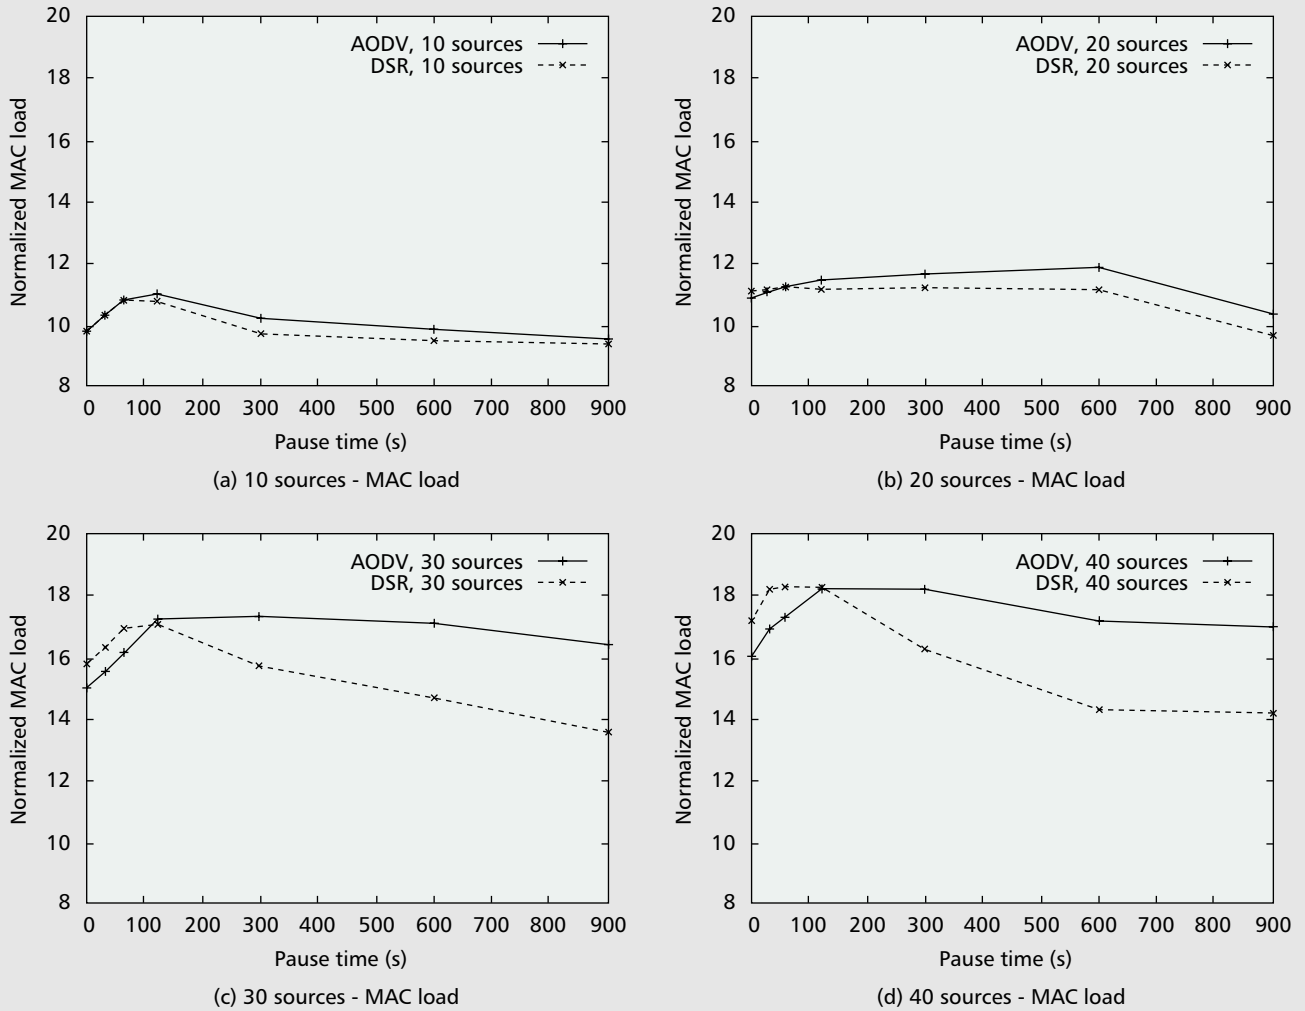 20
18
16
14
12
10
8
Normalized MAC load
AODV, 10 sources
DSR, 10 sources
0 100 200 300 400 500 600 700 800 900
Pause time (s)
(a) 10 sources - MAC load
20
18
16
14
12
10
8
Normalized MAC load
AODV, 20 sources
DSR, 20 sources
0 100 200 300 400 500 600 700 800 900
Pause time (s)
(b) 20 sources - MAC load
20
18
16
14
12
10
8
Normalized MAC load
AODV, 30 sources
DSR, 30 sources
0 100 200 300 400 500 600 700 800 900
Pause time (s)
(c) 30 sources - MAC load
20
18
16
14
12
10
8
Normalized MAC load
AODV, 40 sources
DSR, 40 sources
0 100 200 300 400 500 600 700 800 900
Pause time (s)
(d) 40 sources - MAC load